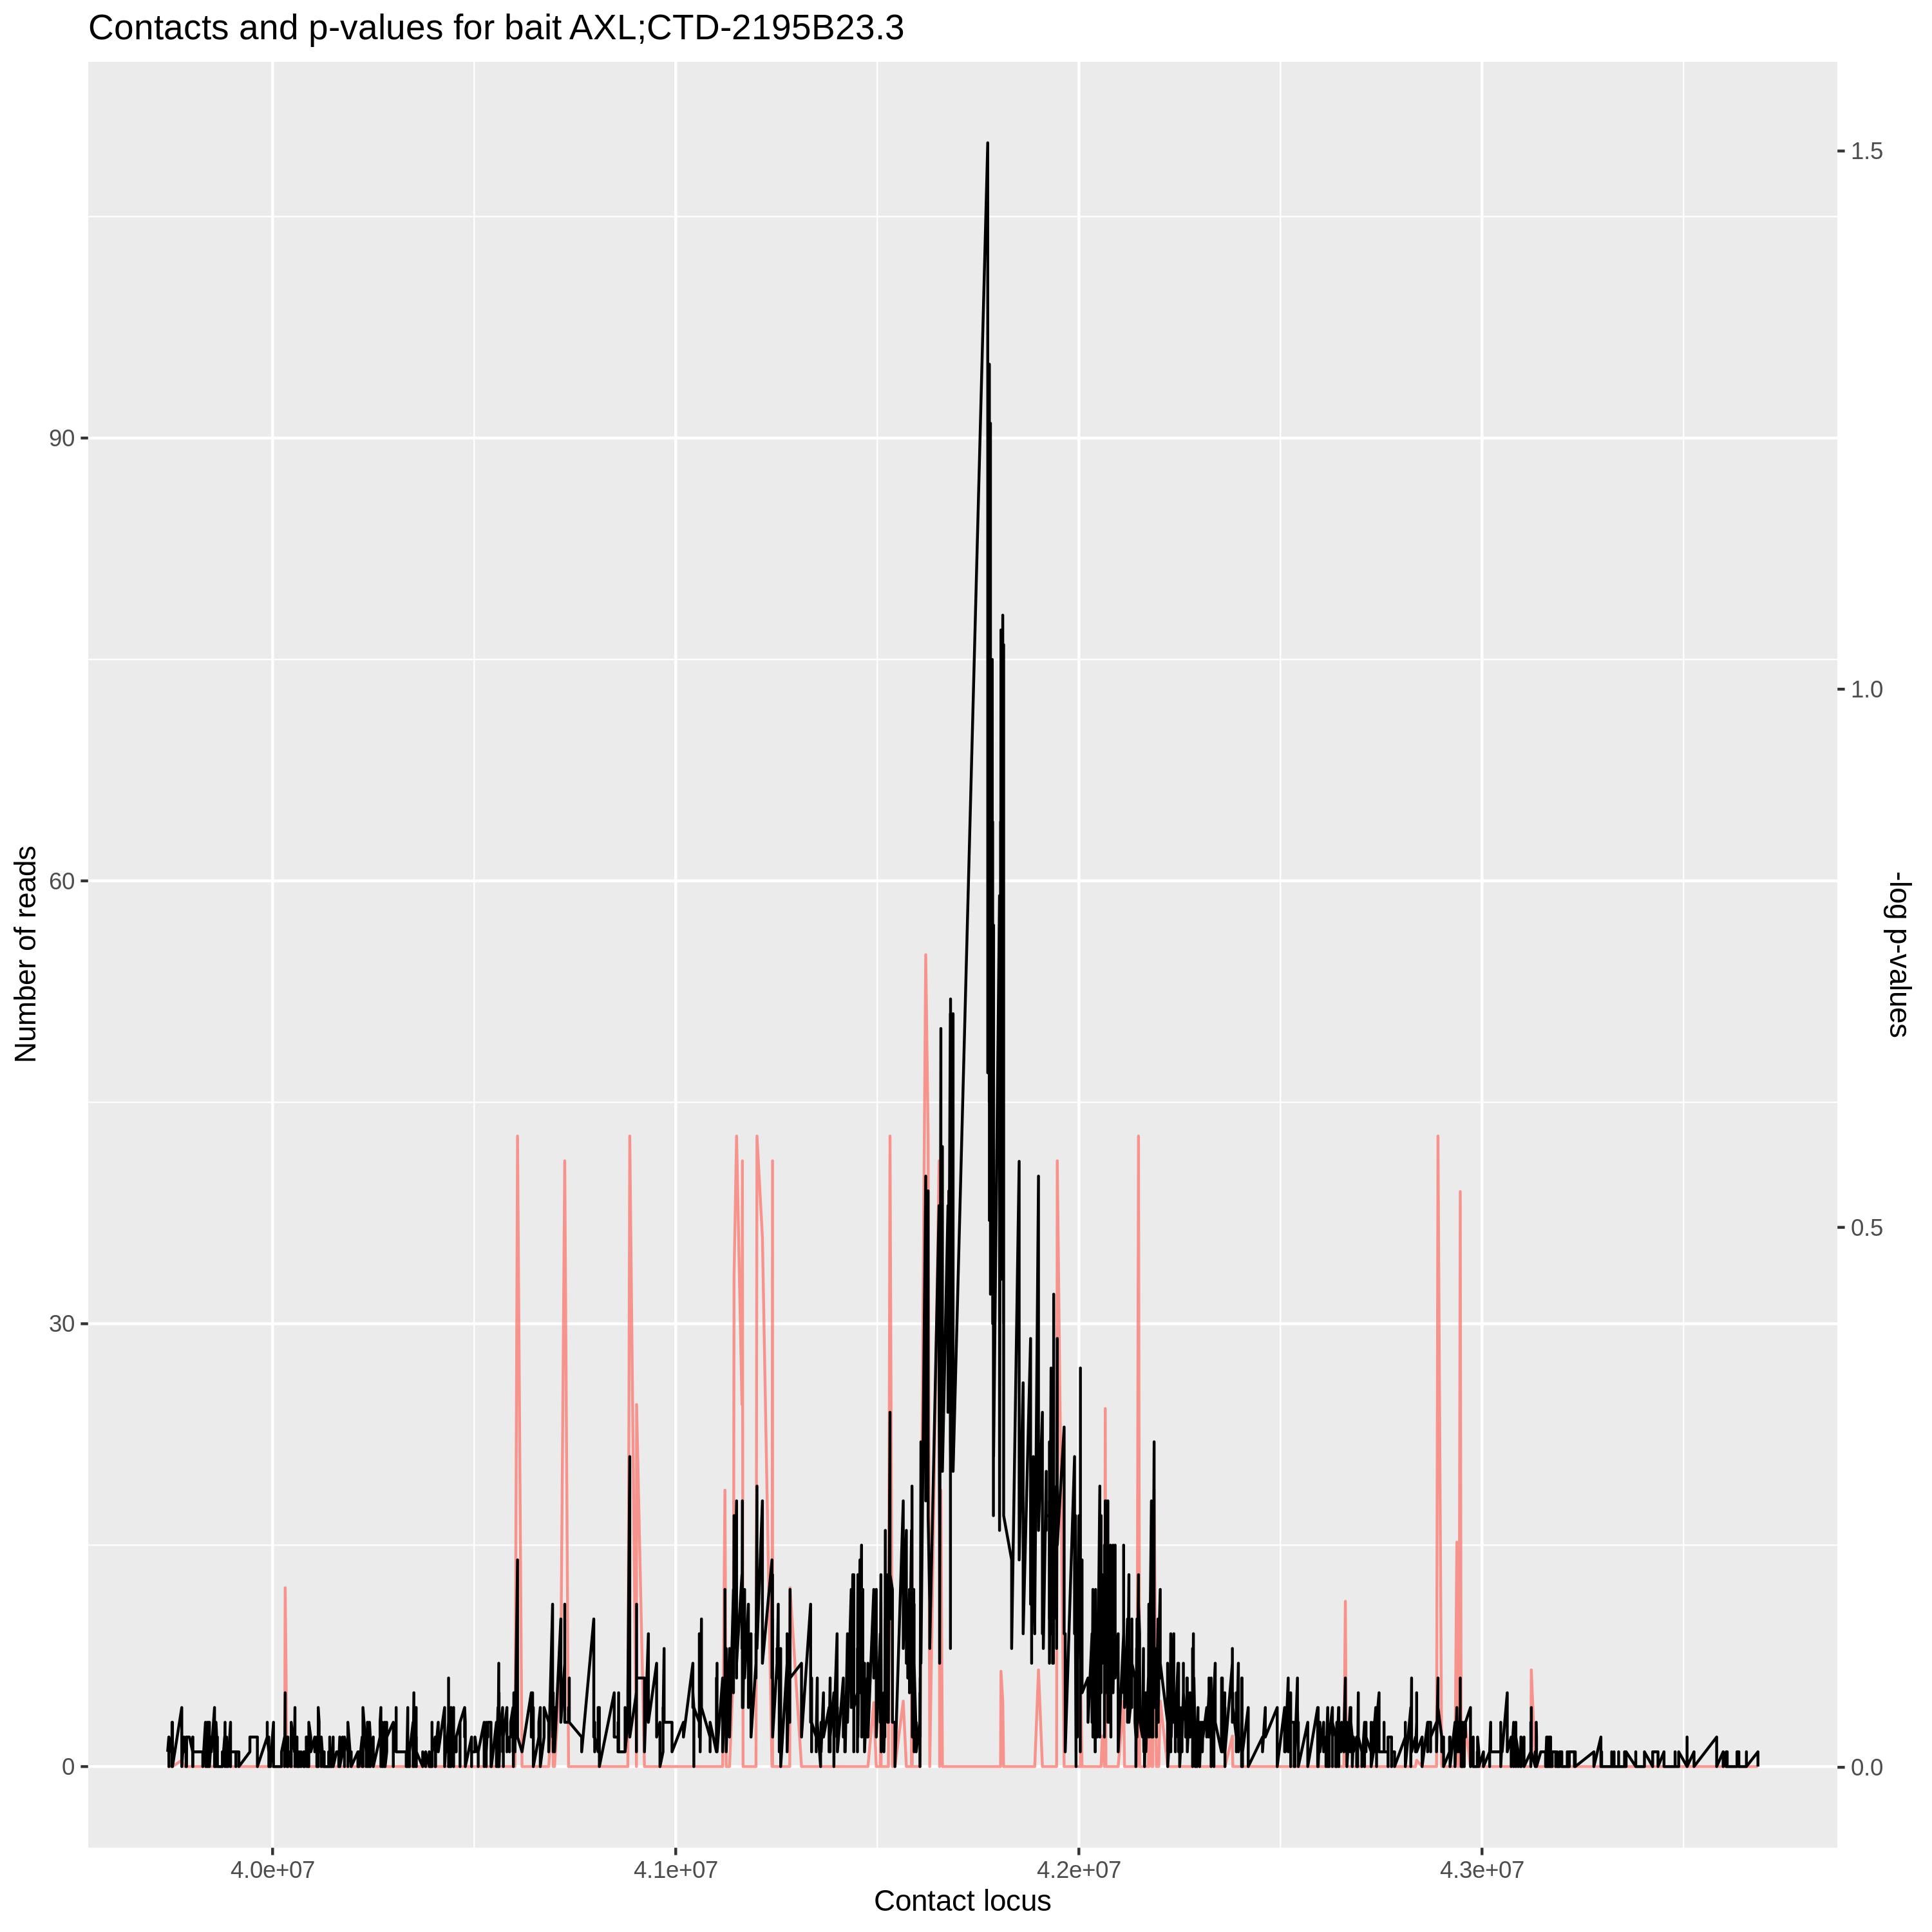 Contacts and p-values for bait AXL;CTD-2195B23.3
Number of reads
90
60
30
0
1.5
1.0
0.5
0.0
-log p-values
4.0e+07 4.1e+07 4.2e+07 4.3e+07
Contact locus